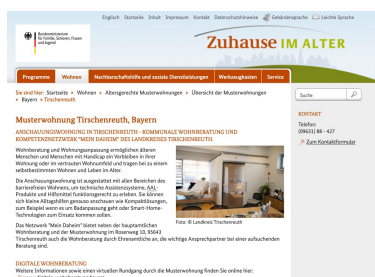 Englisch Startseite Inhalt Impressum Kontakt Datenschutzhinweise Gebärdensprache Leichte Sprache
Bundesministerium
für Familie, Senioren, Frauen
und Jugend
Zuhause IM ALTER
Programme Wohnen Nachbarschaftshilfe und soziale Dienstleistungen Werkzeugkasten Service
Sie sind hier: Startseite » Wohnen » Altersgerechte Musterwohnungen » Übersicht der Musterwohnungen
» Bayern » Tirschenreuth
Suche
Musterwohnung Tirschenreuth, Bayern
ANSCHAUUNGSWOHNUNG IN TIRSCHENREUTH - KOMMUNALE WOHNBERATUNG UND
KOMPETENZNETZWERK "MEIN DAHEIM" DES LANDKREISES TIRSCHENREUTH
Wohnberatung und Wohnungsanpassung ermöglichen älteren
Menschen und Menschen mit Handicap ein Verbleiben in ihrer
Wohnung oder im vertrauten Wohnumfeld und tragen bei zu einem
selbstbestimmten Wohnen und Leben im Alter.
Die Anschauungswohnung ist ausgestattet mit allen Bereichen des
barrierefreien Wohnens, um technische Assistenzsysteme, AAL-
Produkte und Hilfsmittel funktionsgerecht zu erleben. Sie können
sich kleine Alltagshilfen genauso anschauen wie Kompaktlösungen,
zum Beispiel wenn es um Badanpassung geht oder Smart-Home-
Technologien zum Einsatz kommen sollen.
Foto: © Landkreis Tirschenreuth
Das Netzwerk "Mein Daheim" bietet neben der hauptamtlichen
Wohnberatung und der Musterwohnung im Rosenweg 10, 95643
Tirschenreuth auch die Wohnberatung durch Ehrenamtliche an, die wichtige Ansprechpartner bei einer aufsuchenden
Beratung sind.
DIGITALE WOHNBERATUNG
Weitere Informationen sowie einen virtuellen Rundgang durch die Musterwohnung finden Sie online hier:
KONTAKT
Telefon:
(09631) 88 - 427
Zum Kontaktformular